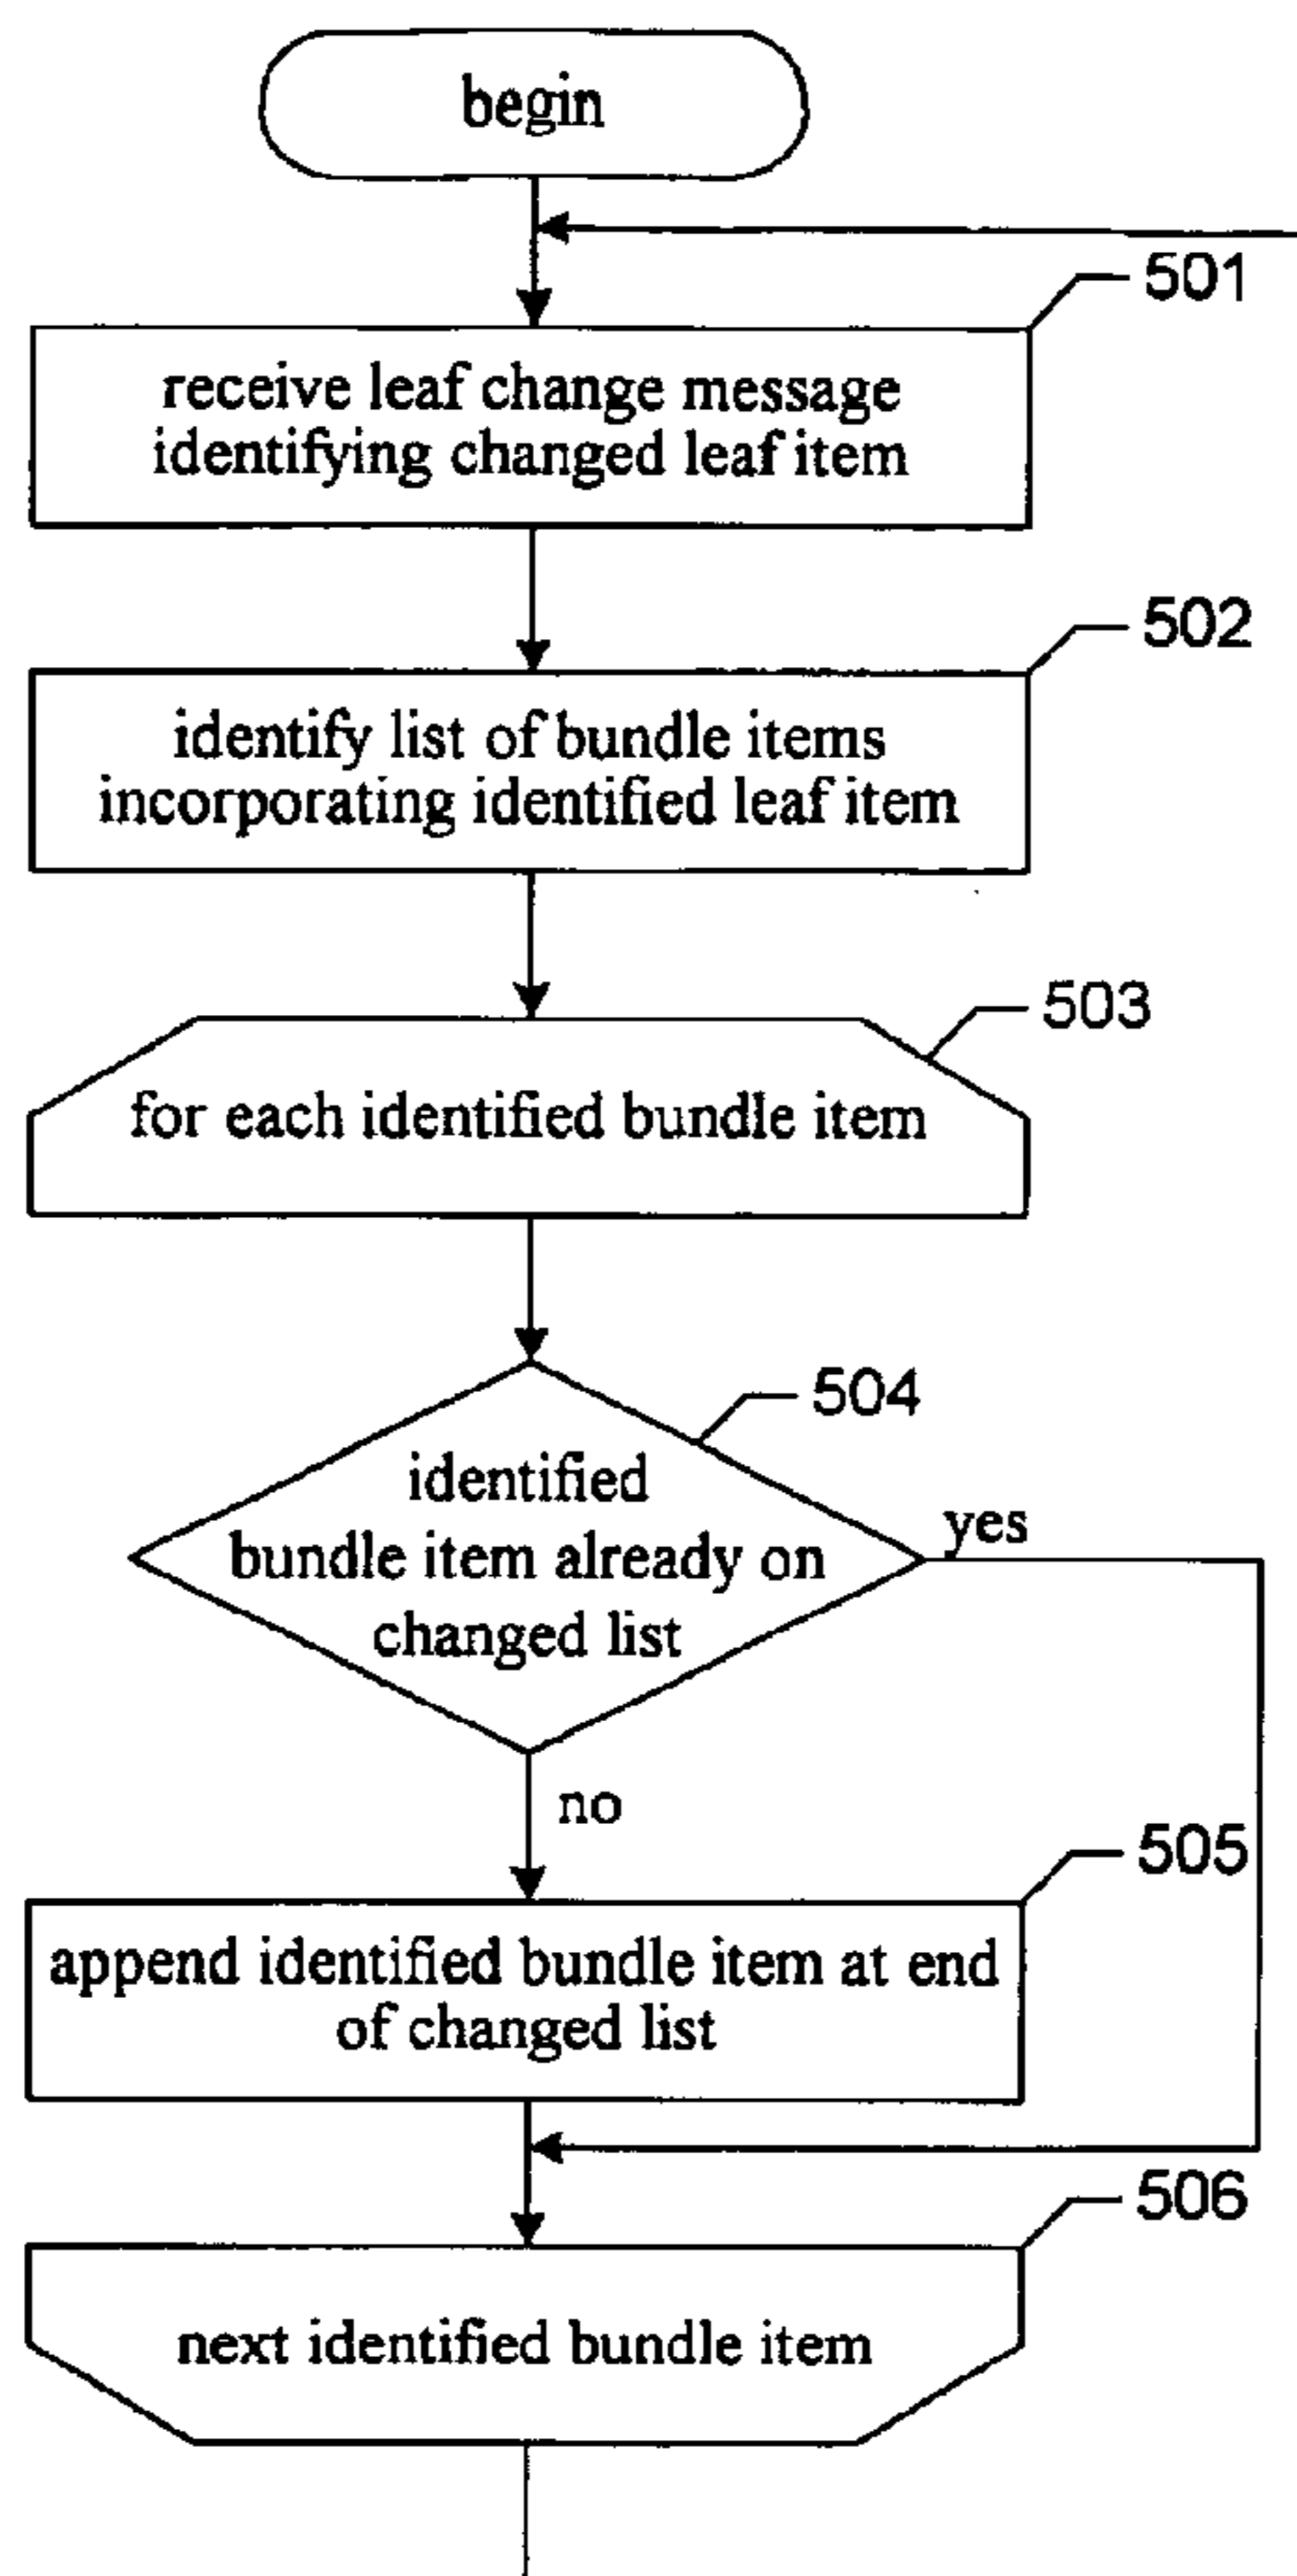 begin
501
receive leaf change message
identifying changed leaf item
502
identify list of bundle items
incorporating identified leaf item
503
for each identified bundle item
504
identified
bundle item already on
changed list
yes
no
505
append identified bundle item at end
of changed list
506
next identified bundle item